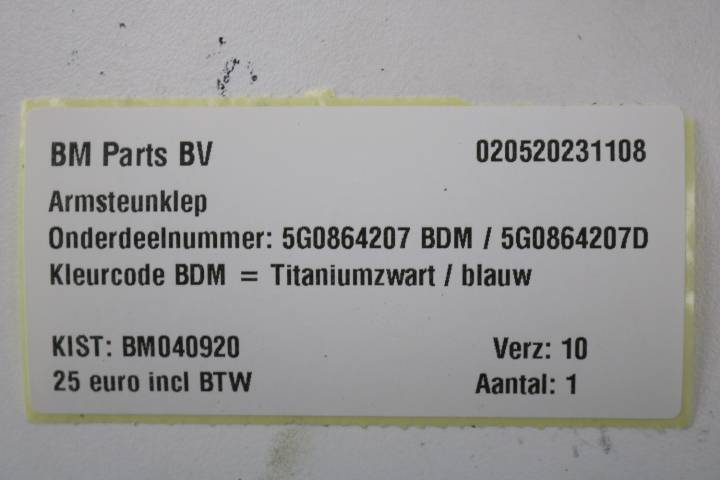 BM Parts BV 020520231108
Armsteunklep
Onderdeelnummer: 5G0864207 BDM / 5G0864207D
Kleurcode BDM = Titaniumzwart / blauw
KIST: BM040920 Verz: 10
25 euro incl BTW Aantal: 1